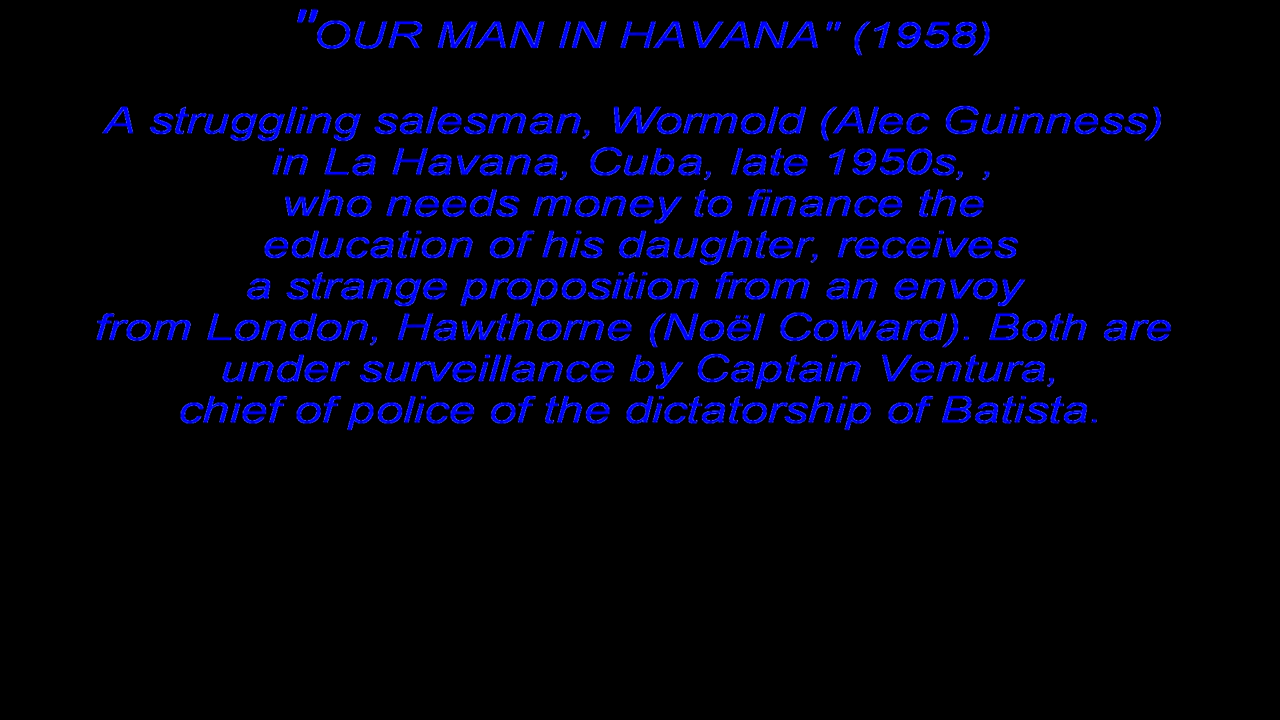 "OUR MAN IN HAVANA" (1958)
A struggling salesman, Wormold (Alec Guinness)
in La Havana, Cuba, late 1950s, ,
who needs money to finance the
education of his daughter, receives
a strange proposition from an envoy
from London, Hawthorne (Noël Coward). Both are
under surveillance by Captain Ventura,
chief of police of the dictatorship of Batista.